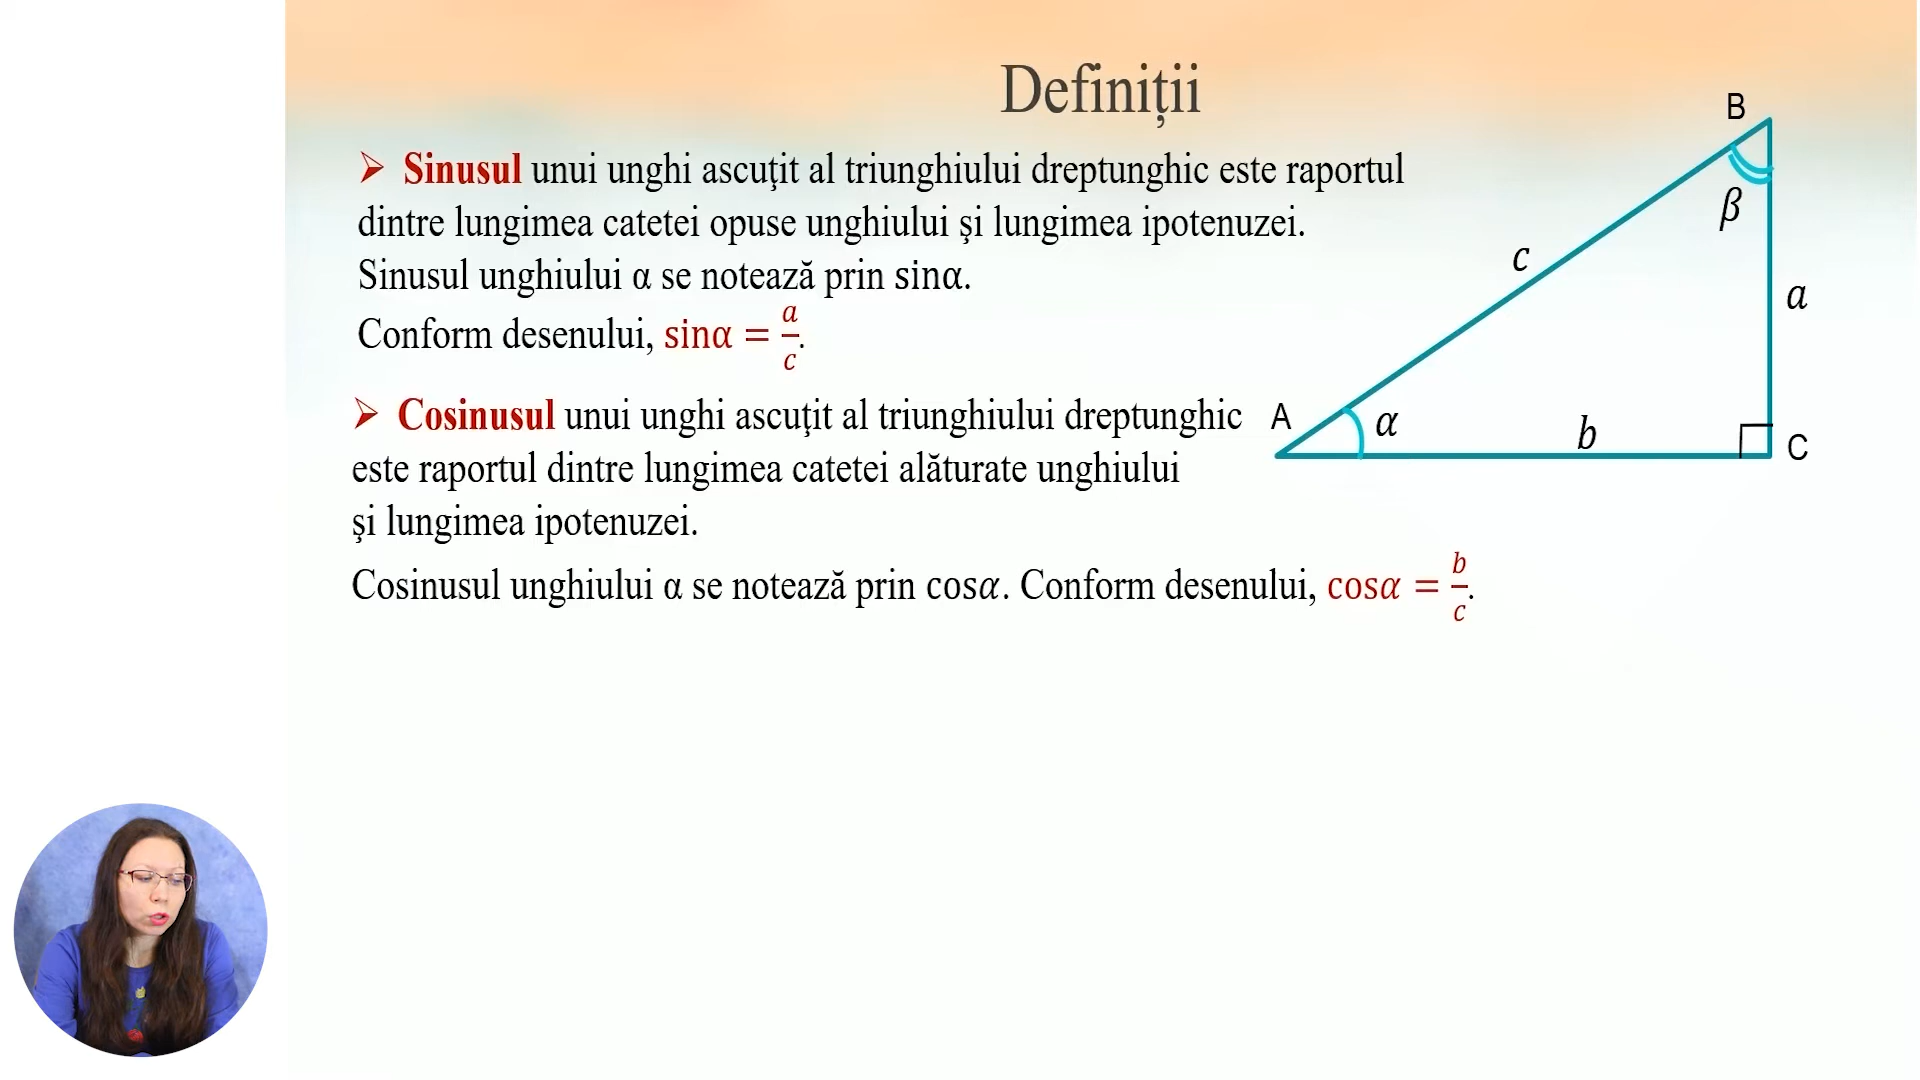 Definiții
➢ Sinusul unui unghi ascuţit al triunghiului dreptunghic este raportul
dintre lungimea catetei opuse unghiului şi lungimea ipotenuzei.
Sinusul unghiului α se notează prin sinα.
Conform desenului, sinα = a/c.
➢ Cosinusul unui unghi ascuţit al triunghiului dreptunghic
este raportul dintre lungimea catetei alăturate unghiului
şi lungimea ipotenuzei.
Cosinusul unghiului α se notează prin cosα. Conform desenului, cosα = b/c.
B
β
c
a
A
α
b
C